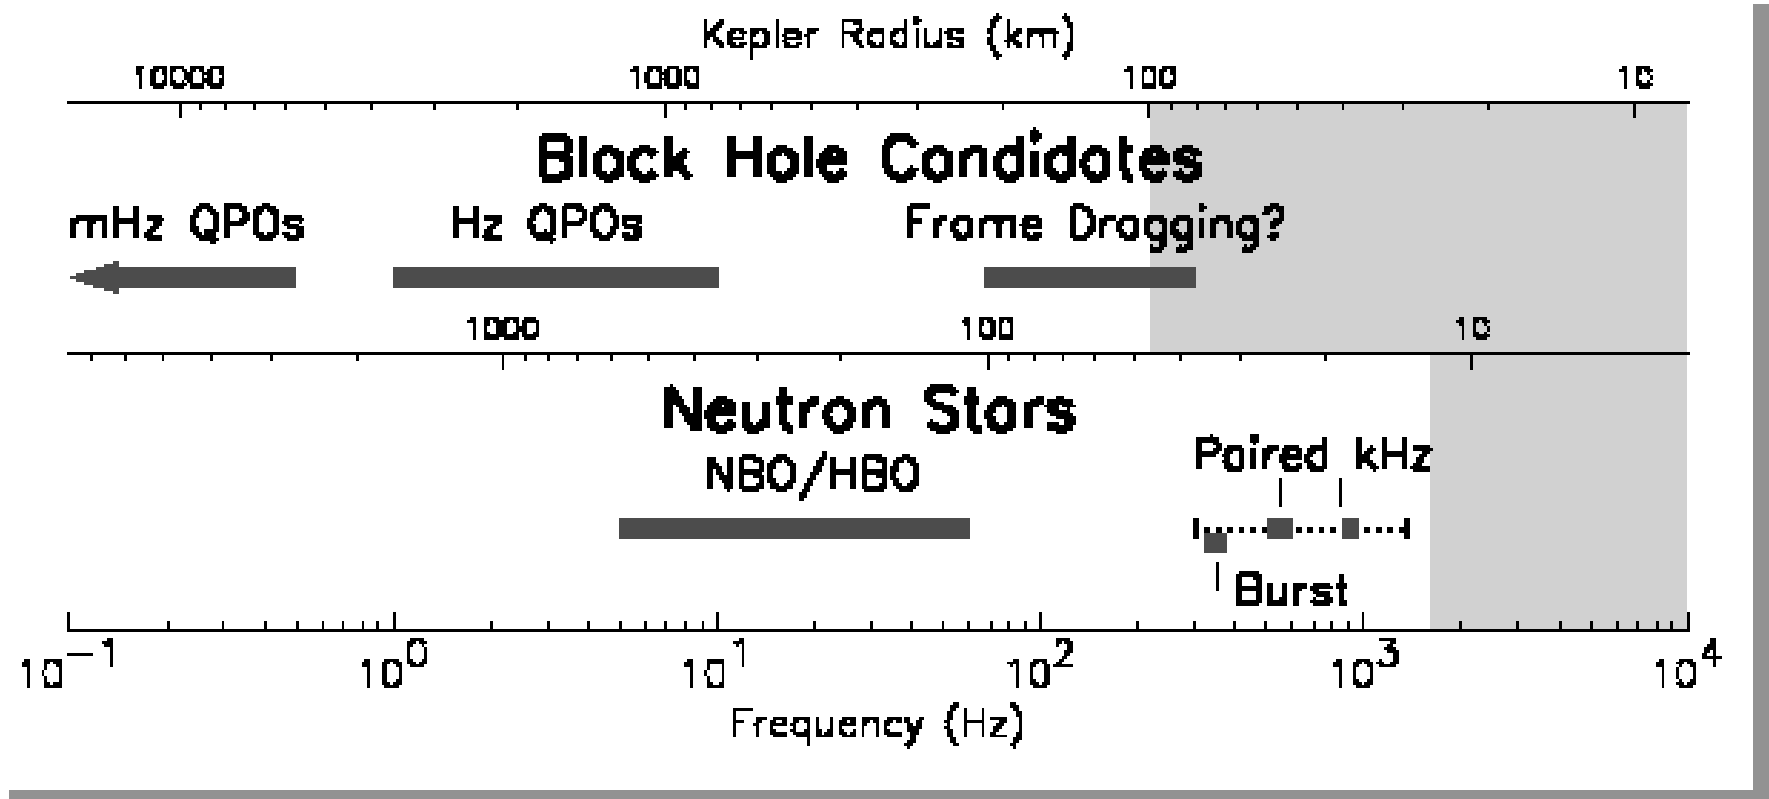 Kepler Radius (km)
10000 1000 100 10
Black Hole Candidates
mHz QPOs Hz QPOs Frame Dragging?
1000 100 10
Neutron Stars
NBO/HBO Paired kHz
Burst
10⁻¹ 10⁰ 10¹ 10² 10³ 10⁴
Frequency (Hz)